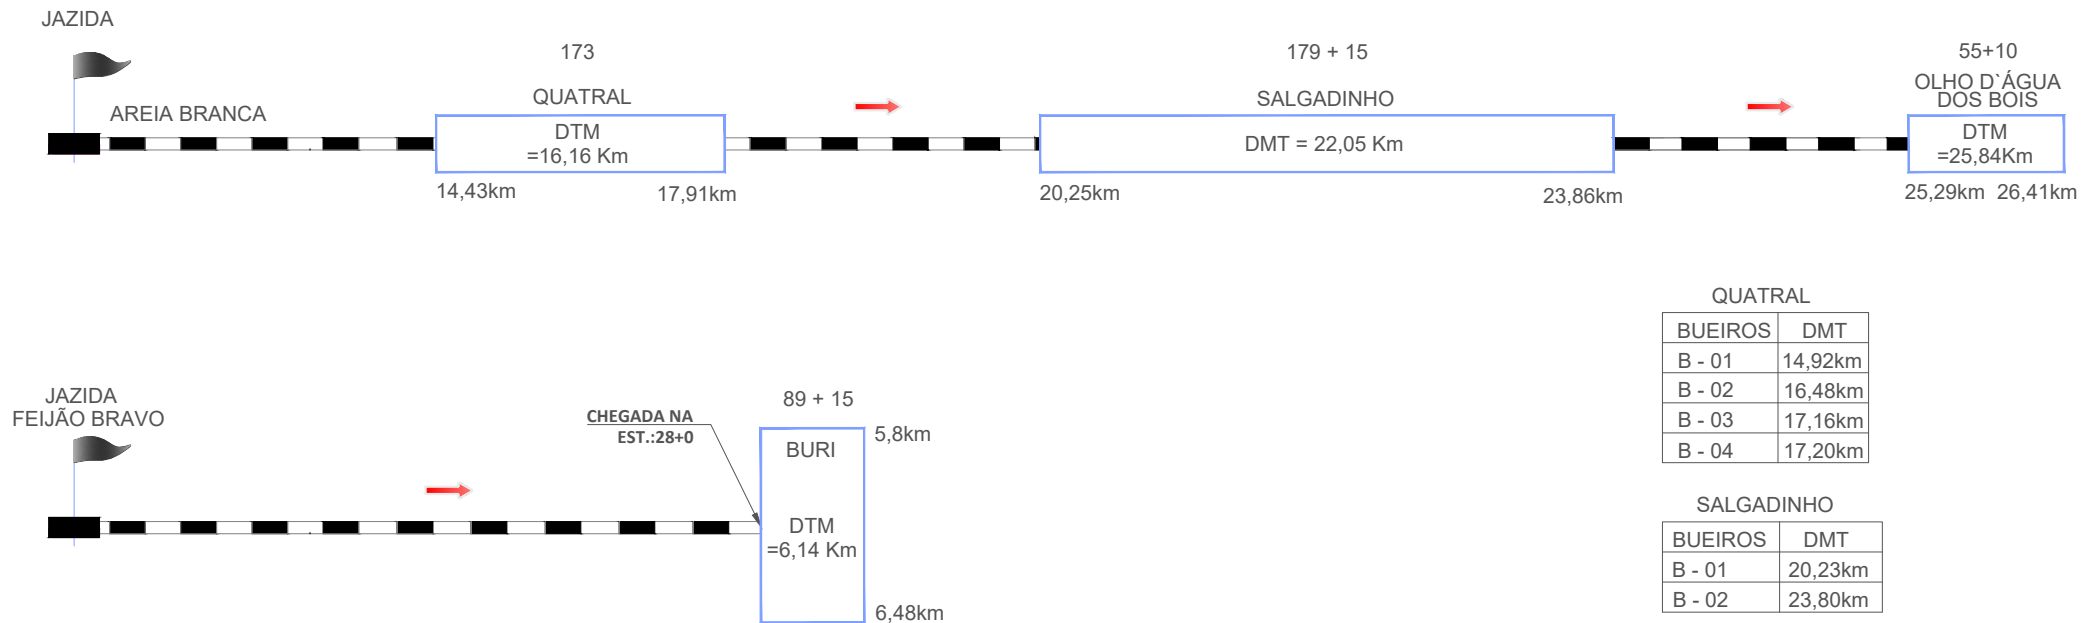 JAZIDA
AREIA BRANCA
173
QUATRAL
DTM
=16,16 Km
14,43km
17,91km
179 + 15
SALGADINHO
DMT = 22,05 Km
20,25km
23,86km
55+10
OLHO D`ÁGUA
DOS BOIS
DTM
=25,84Km
25,29km 26,41km
JAZIDA
FEIJÃO BRAVO
CHEGADA NA
EST.:28+0
89 + 15
BURI
DTM
=6,14 Km
5,8km
6,48km
QUATRAL
BUEIROS DMT
B - 01 14,92km
B - 02 16,48km
B - 03 17,16km
B - 04 17,20km
SALGADINHO
BUEIROS DMT
B - 01 20,23km
B - 02 23,80km